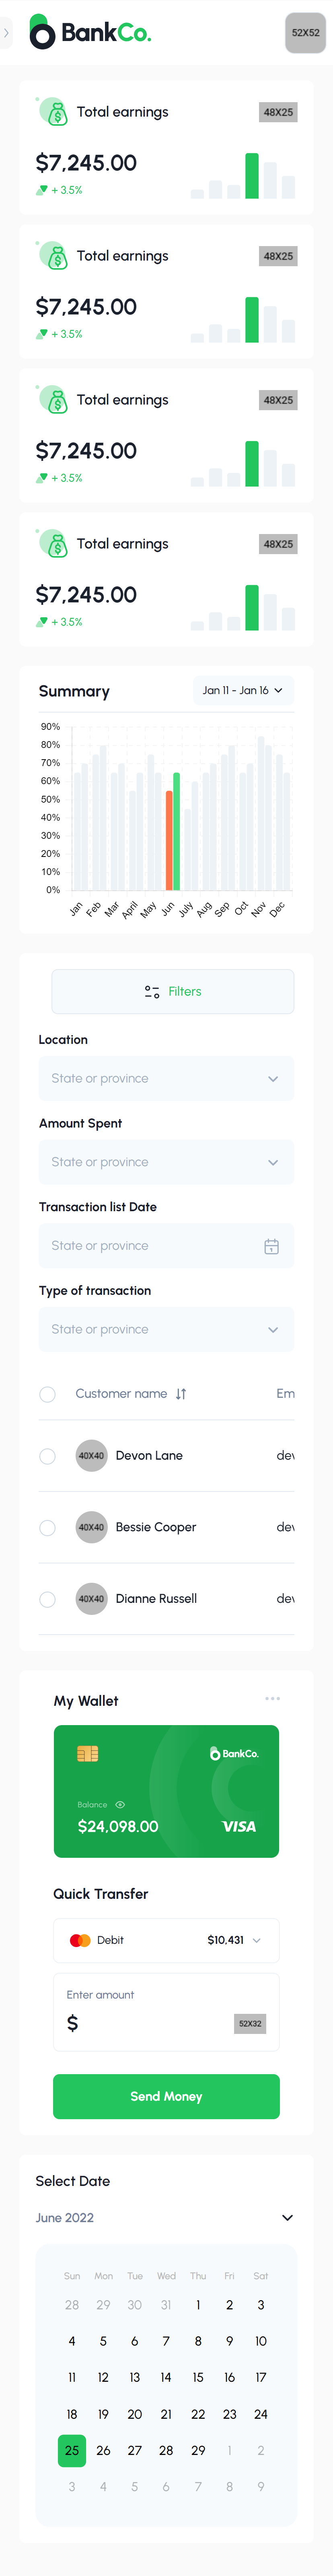 BankCo.
52X52
Total earnings
48X25
$7,245.00
+ 3.5%
Total earnings
48X25
$7,245.00
+ 3.5%
Total earnings
48X25
$7,245.00
+ 3.5%
Total earnings
48X25
$7,245.00
+ 3.5%
Summary
Jan 11 - Jan 16
90%
80%
70%
60%
50%
40%
30%
20%
10%
0%
Jan Feb Mar April May Jun July Aug Sep Oct Nov Dec
Filters
Location
State or province
Amount Spent
State or province
Transaction list Date
State or province
Type of transaction
State or province
Customer name Em
40X40 Devon Lane dev
40X40 Bessie Cooper dev
40X40 Dianne Russell dev
My Wallet
BankCo.
Balance
$24,098.00 VISA
Quick Transfer
Debit $10,431
Enter amount
$ 52X32
Send Money
Select Date
June 2022
Sun Mon Tue Wed Thu Fri Sat
28 29 30 31 1 2 3
4 5 6 7 8 9 10
11 12 13 14 15 16 17
18 19 20 21 22 23 24
25 26 27 28 29 1 2
3 4 5 6 7 8 9